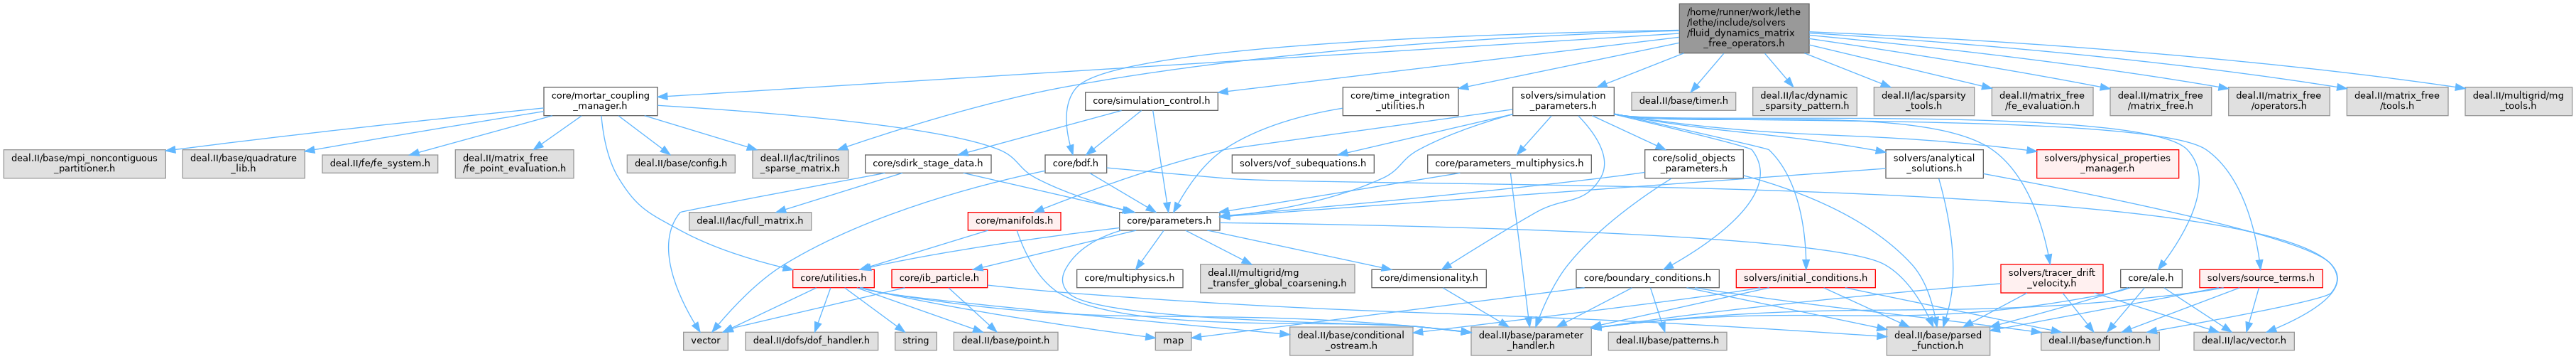 /home/runner/work/lethe
/lethe/include/solvers
/fluid_dynamics_matrix
_free_operators.h
core/mortar_coupling
_manager.h
core/simulation_control.h
core/time_integration
_utilities.h
solvers/simulation
_parameters.h
deal.II/base/timer.h
deal.II/lac/dynamic
_sparsity_pattern.h
deal.II/lac/sparsity
_tools.h
deal.II/matrix_free
/fe_evaluation.h
deal.II/matrix_free
/matrix_free.h
deal.II/matrix_free
/operators.h
deal.II/matrix_free
/tools.h
deal.II/multigrid/mg
_tools.h
deal.II/base/mpi_noncontiguous
_partitioner.h
deal.II/base/quadrature
_lib.h
deal.II/fe/fe_system.h
deal.II/matrix_free
/fe_point_evaluation.h
deal.II/base/config.h
deal.II/lac/trilinos
_sparse_matrix.h
core/sdirk_stage_data.h
core/bdf.h
solvers/vof_subequations.h
core/parameters_multiphysics.h
core/solid_objects
_parameters.h
solvers/analytical
_solutions.h
solvers/physical_properties
_manager.h
deal.II/lac/full_matrix.h
core/manifolds.h
core/parameters.h
core/utilities.h
core/ib_particle.h
core/multiphysics.h
deal.II/multigrid/mg
_transfer_global_coarsening.h
core/dimensionality.h
core/boundary_conditions.h
solvers/initial_conditions.h
solvers/tracer_drift
_velocity.h
core/ale.h
solvers/source_terms.h
vector
deal.II/dofs/dof_handler.h
string
deal.II/base/point.h
map
deal.II/base/conditional
_ostream.h
deal.II/base/parameter
_handler.h
deal.II/base/patterns.h
deal.II/base/parsed
_function.h
deal.II/base/function.h
deal.II/lac/vector.h